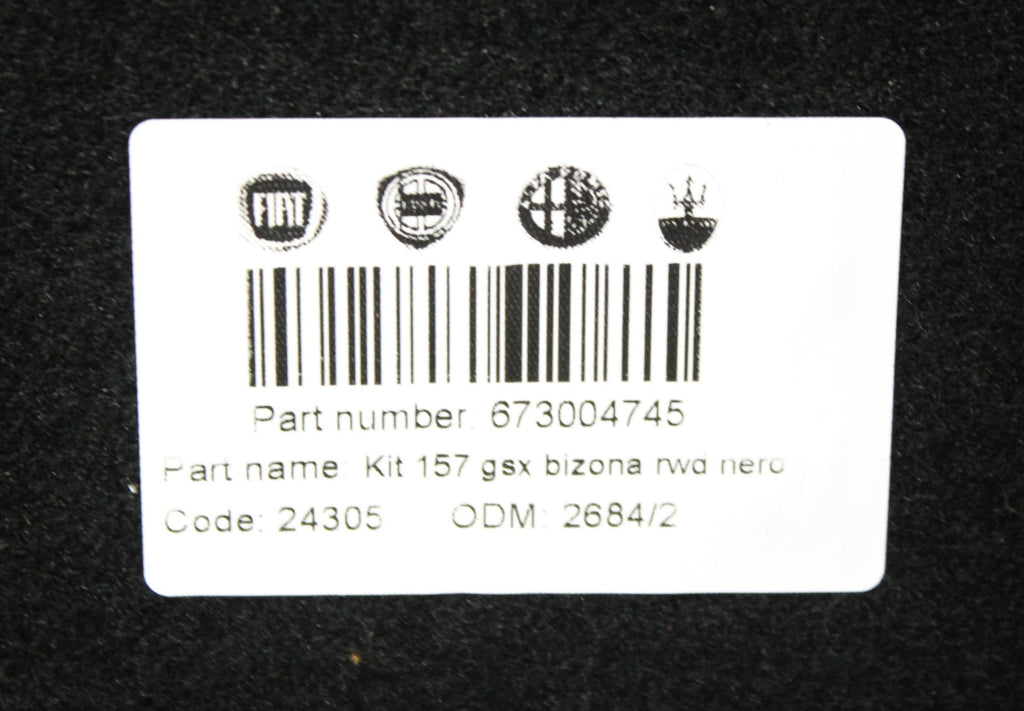 FIAT
Part number: 673004745
Part name: Kit 157 gsx bizona rwd nero
Code: 24305 ODM: 2684/2